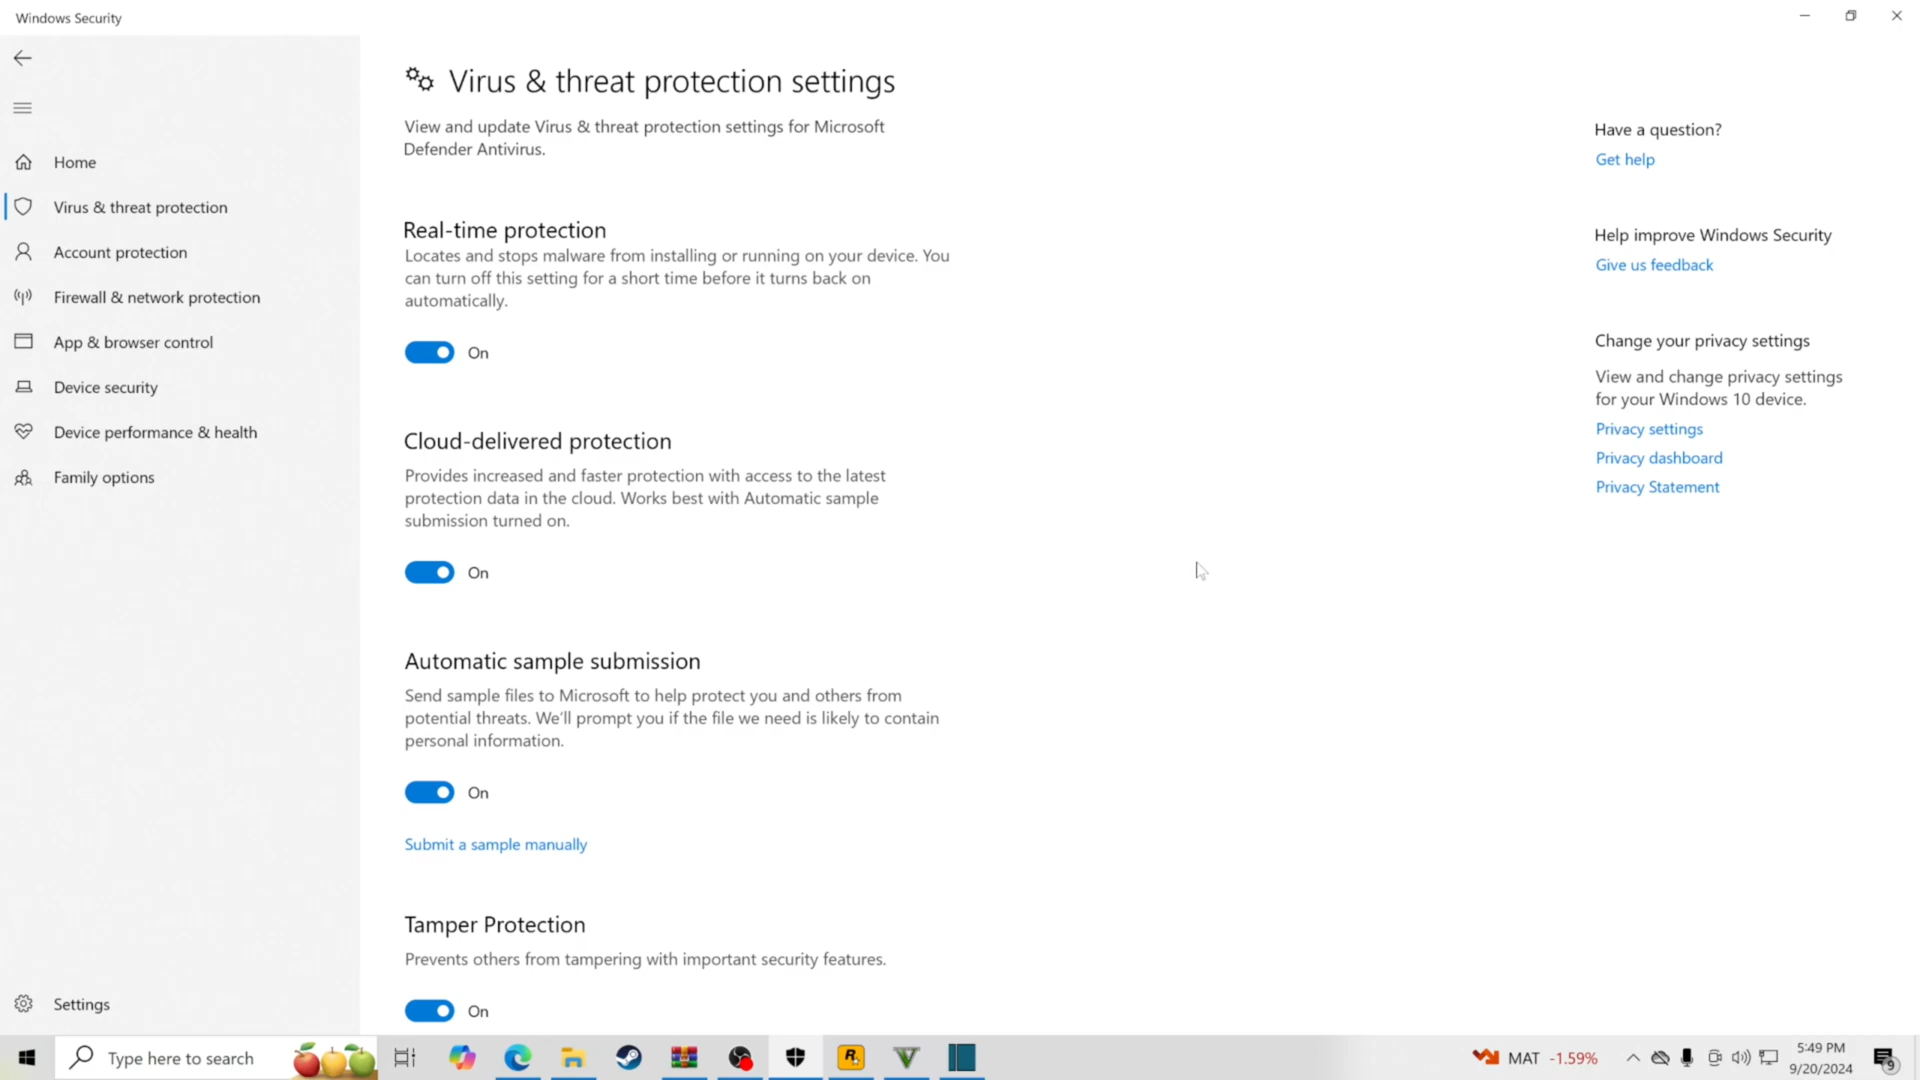 Windows Security
Home
Virus & threat protection
Account protection
Firewall & network protection
App & browser control
Device security
Device performance & health
Family options
Settings
Virus & threat protection settings
View and update Virus & threat protection settings for Microsoft
Defender Antivirus.
Real-time protection
Locates and stops malware from installing or running on your device. You
can turn off this setting for a short time before it turns back on
automatically.
On
Cloud-delivered protection
Provides increased and faster protection with access to the latest
protection data in the cloud. Works best with Automatic sample
submission turned on.
On
Automatic sample submission
Send sample files to Microsoft to help protect you and others from
potential threats. We'll prompt you if the file we need is likely to contain
personal information.
On
Submit a sample manually
Tamper Protection
Prevents others from tampering with important security features.
On
Have a question?
Get help
Help improve Windows Security
Give us feedback
Change your privacy settings
View and change privacy settings
for your Windows 10 device.
Privacy settings
Privacy dashboard
Privacy Statement
Type here to search
MAT -1.59%
5:49 PM
9/20/2024
9